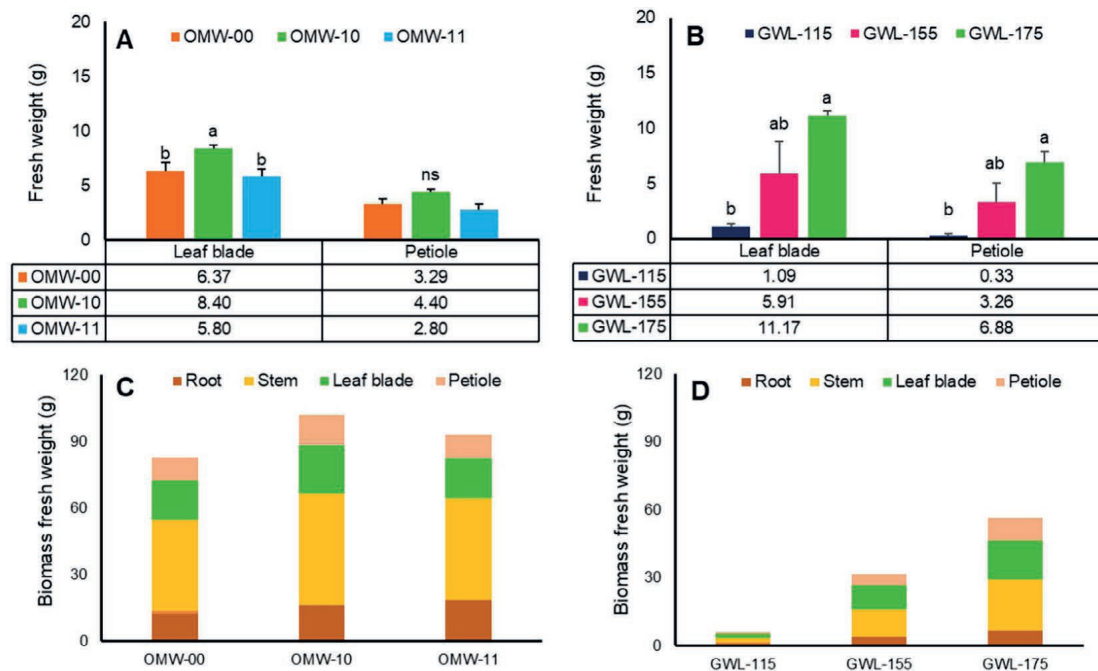 A
OMW-00 OMW-10 OMW-11
Fresh weight (g)
20
15
10
5
0
b a b ns
Leaf blade Petiole
OMW-00 6.37 3.29
OMW-10 8.40 4.40
OMW-11 5.80 2.80
B
GWL-115 GWL-155 GWL-175
Fresh weight (g)
20
15
10
5
0
b ab a b ab a
Leaf blade Petiole
GWL-115 1.09 0.33
GWL-155 5.91 3.26
GWL-175 11.17 6.88
C
Root Stem Leaf blade Petiole
Biomass fresh weight (g)
120
90
60
30
0
OMW-00 OMW-10 OMW-11
D
Root Stem Leaf blade Petiole
Biomass fresh weight (g)
120
90
60
30
0
GWL-115 GWL-155 GWL-175